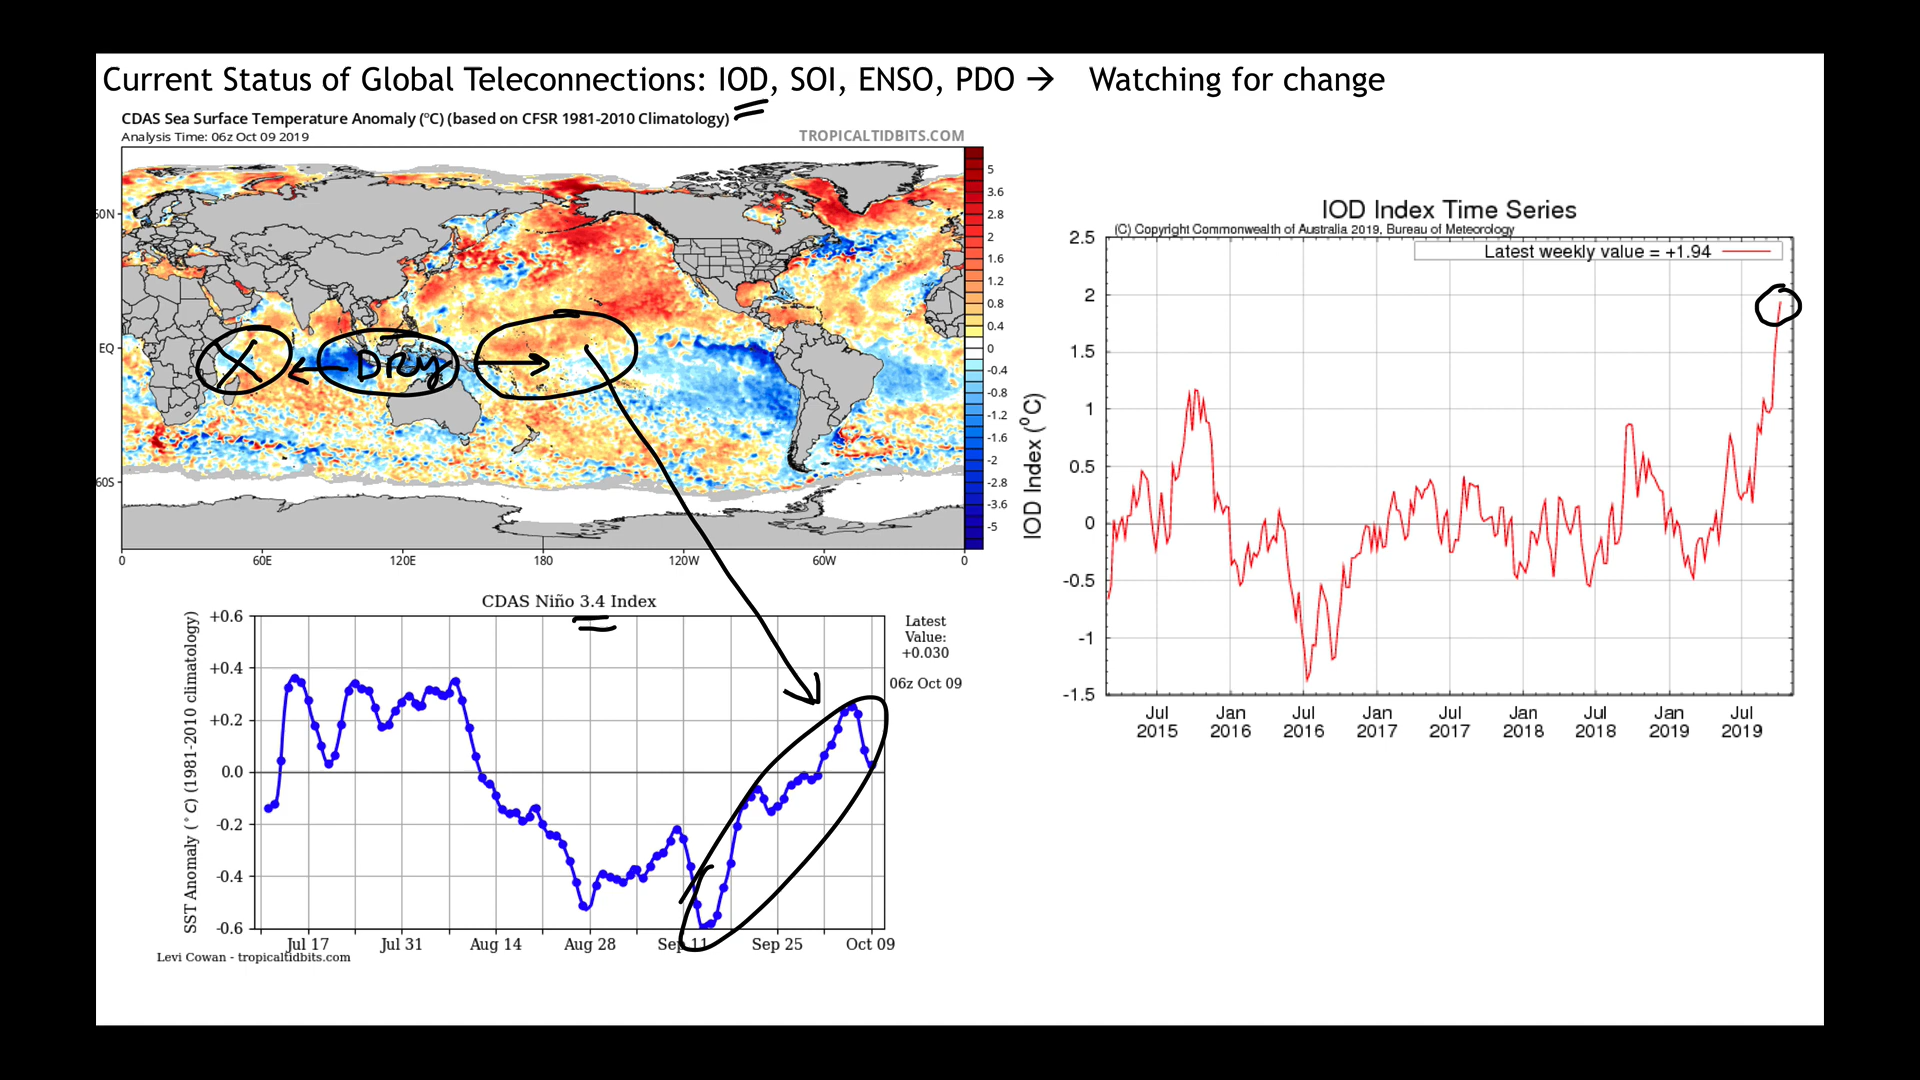 Current Status of Global Teleconnections: IOD, SOI, ENSO, PDO → Watching for change
CDAS Sea Surface Temperature Anomaly (°C) (based on CFSR 1981-2010 Climatology)
Analysis Time: 06z Oct 09 2019
TROPICALTIDBITS.COM
60N
EQ
60S
0 60E 120E 180 120W 60W 0
5
3.6
2.8
2
1.6
1.2
0.8
0.4
0
-0.4
-0.8
-1.2
-1.6
-2
-2.8
-3.6
-5
X
DRy
CDAS Niño 3.4 Index
SST Anomaly (°C) (1981-2010 climatology)
+0.6
+0.4
+0.2
0.0
-0.2
-0.4
-0.6
Jul 17 Jul 31 Aug 14 Aug 28 Sep 11 Sep 25 Oct 09
Latest
Value:
+0.030
06z Oct 09
Levi Cowan - tropicaltidbits.com
IOD Index Time Series
(C) Copyright Commonwealth of Australia 2019, Bureau of Meteorology
Latest weekly value = +1.94
IOD Index (°C)
2.5
2
1.5
1
0.5
0
-0.5
-1
-1.5
Jul Jan Jul Jan Jul Jan Jul Jan Jul
2015 2016 2016 2017 2017 2018 2018 2019 2019